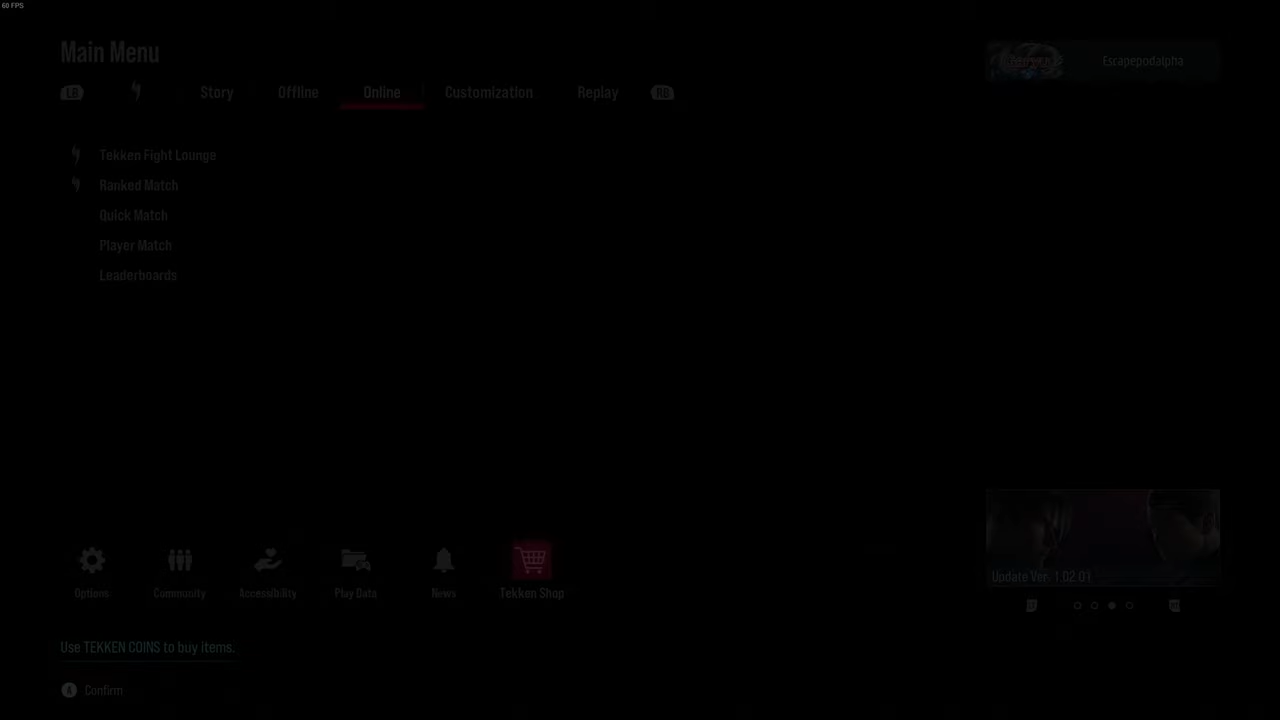 60 FPS
Main Menu
Escapepodalpha
LB Story Offline Online Customization Replay RB
Tekken Fight Lounge
Ranked Match
Quick Match
Player Match
Leaderboards
Update Ver. 1.02.01
Options Community Accessibility Play Data News Tekken Shop
Use TEKKEN COINS to buy items.
A Confirm